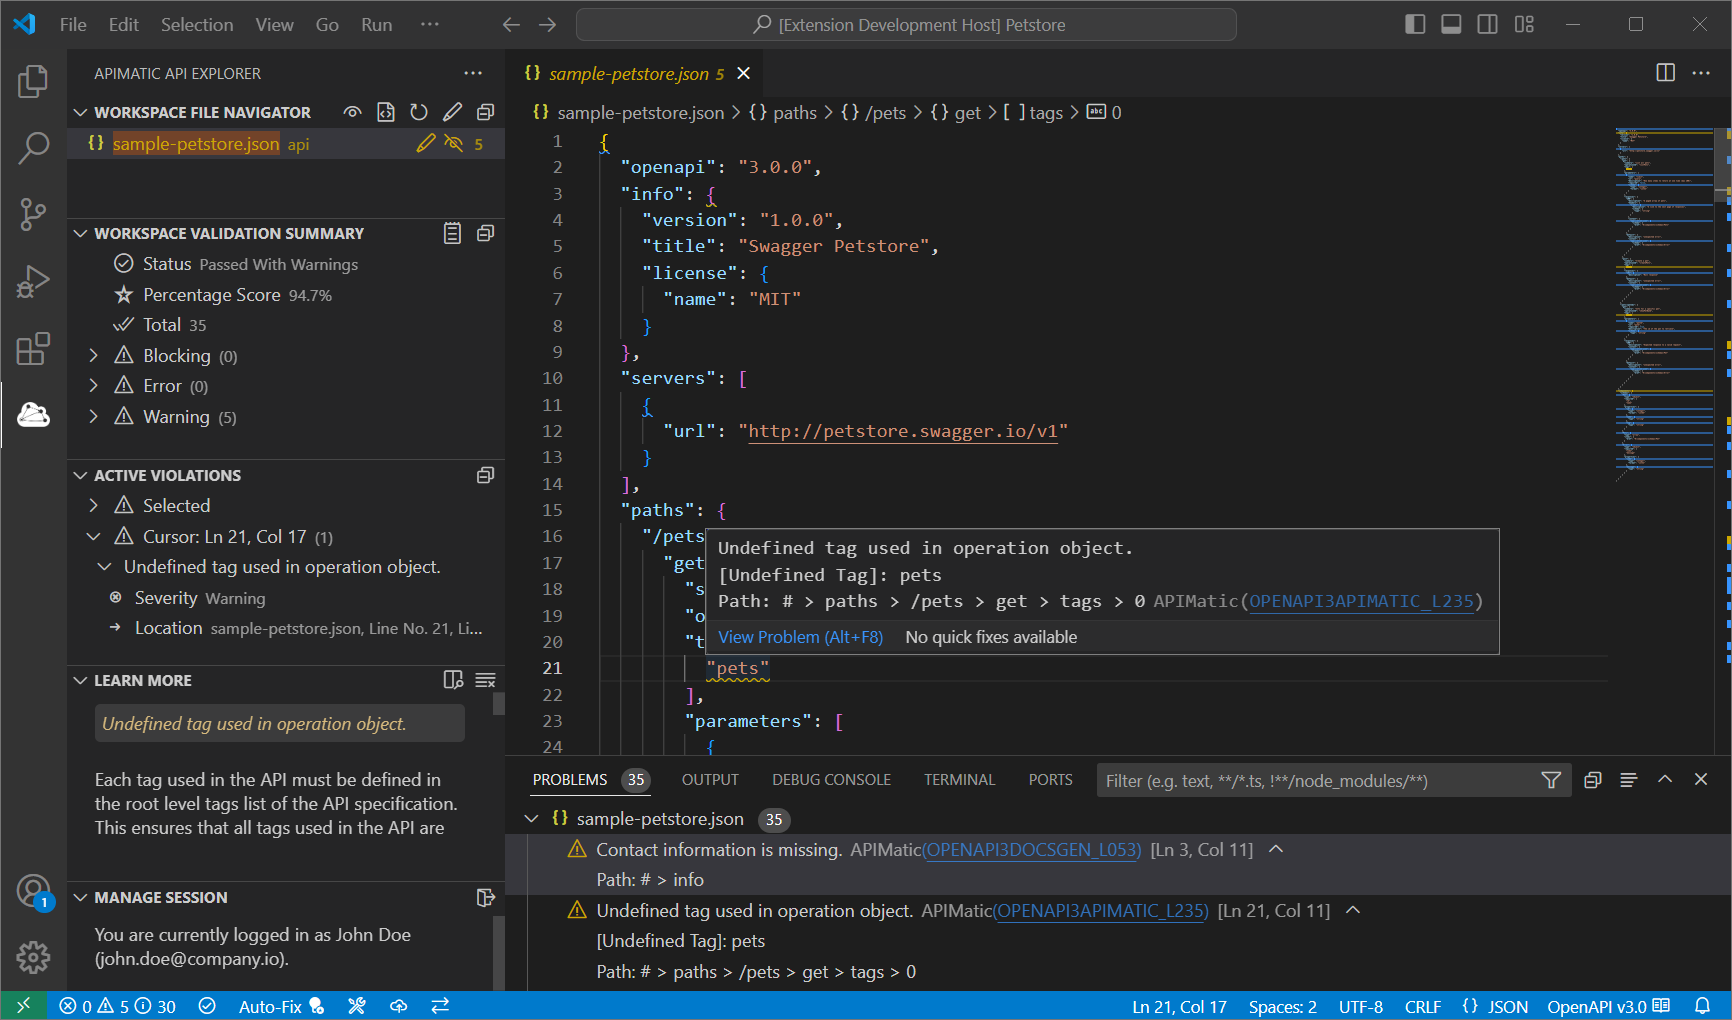 File Edit Selection View Go Run ···
[Extension Development Host] Petstore
APIMATIC API EXPLORER
WORKSPACE FILE NAVIGATOR
{} sample-petstore.json api 5
WORKSPACE VALIDATION SUMMARY
Status Passed With Warnings
Percentage Score 94.7%
Total 35
Blocking (0)
Error (0)
Warning (5)
ACTIVE VIOLATIONS
Selected
Cursor: Ln 21, Col 17 (1)
Undefined tag used in operation object.
Severity Warning
Location sample-petstore.json, Line No. 21, Li...
LEARN MORE
Undefined tag used in operation object.
Each tag used in the API must be defined in
the root level tags list of the API specification.
This ensures that all tags used in the API are
MANAGE SESSION
You are currently logged in as John Doe
(john.doe@company.io).
1
{} sample-petstore.json 5
{} sample-petstore.json > {} paths > {} /pets > {} get > [ ] tags > abc 0
1 {
2 "openapi": "3.0.0",
3 "info": {
4 "version": "1.0.0",
5 "title": "Swagger Petstore",
6 "license": {
7 "name": "MIT"
8 }
9 },
10 "servers": [
11 {
12 "url": "http://petstore.swagger.io/v1"
13 }
14 ],
15 "paths": {
16 "/pets
17 "get
18 "s
19 "o
20 "t
21 "pets"
22 ],
23 "parameters": [
24 {
Undefined tag used in operation object.
[Undefined Tag]: pets
Path: # > paths > /pets > get > tags > 0 APIMatic(OPENAPI3APIMATIC_L235)
View Problem (Alt+F8) No quick fixes available
PROBLEMS 35 OUTPUT DEBUG CONSOLE TERMINAL PORTS Filter (e.g. text, **/*.ts, !**/node_modules/**)
{} sample-petstore.json 35
Contact information is missing. APIMatic(OPENAPI3DOCSGEN_L053) [Ln 3, Col 11]
Path: # > info
Undefined tag used in operation object. APIMatic(OPENAPI3APIMATIC_L235) [Ln 21, Col 11]
[Undefined Tag]: pets
Path: # > paths > /pets > get > tags > 0
0 5 30 Auto-Fix Ln 21, Col 17 Spaces: 2 UTF-8 CRLF {} JSON OpenAPI v3.0